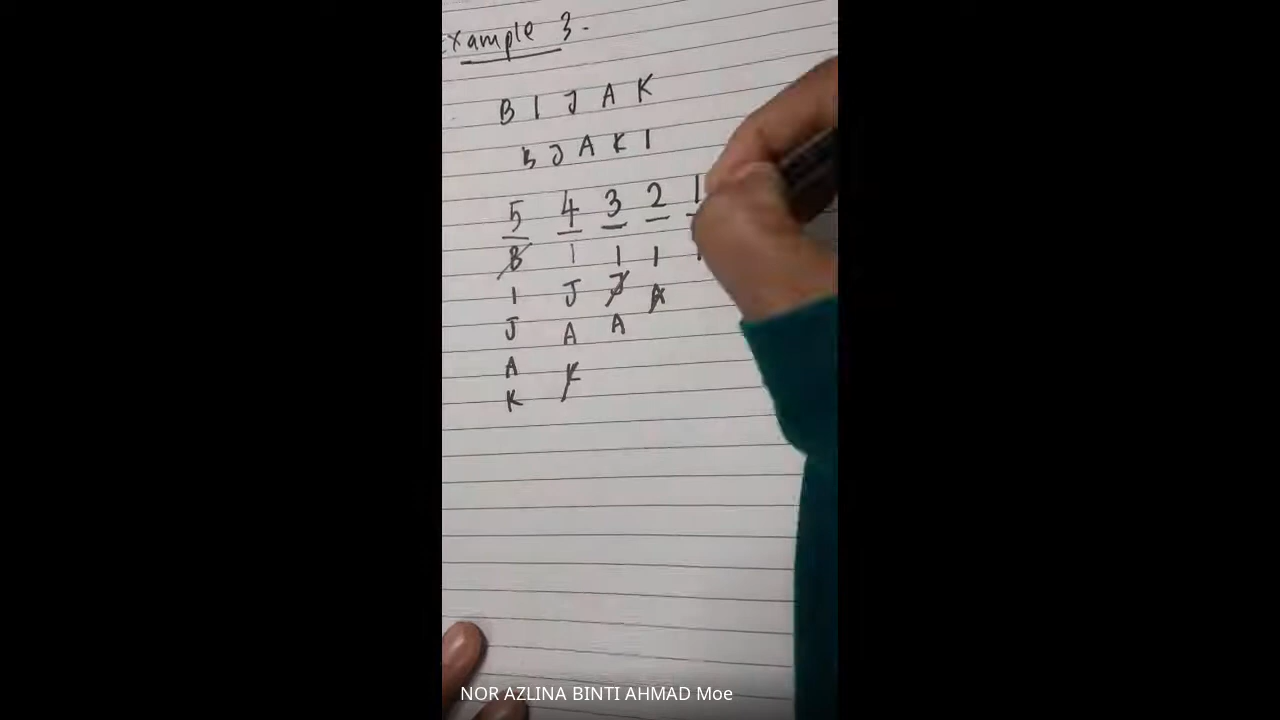 Example 3.
B I J A K
B J A K I
5 4 3 2 1
B I I I I
I J J A
J A A
A K
K
NOR AZLINA BINTI AHMAD Moe